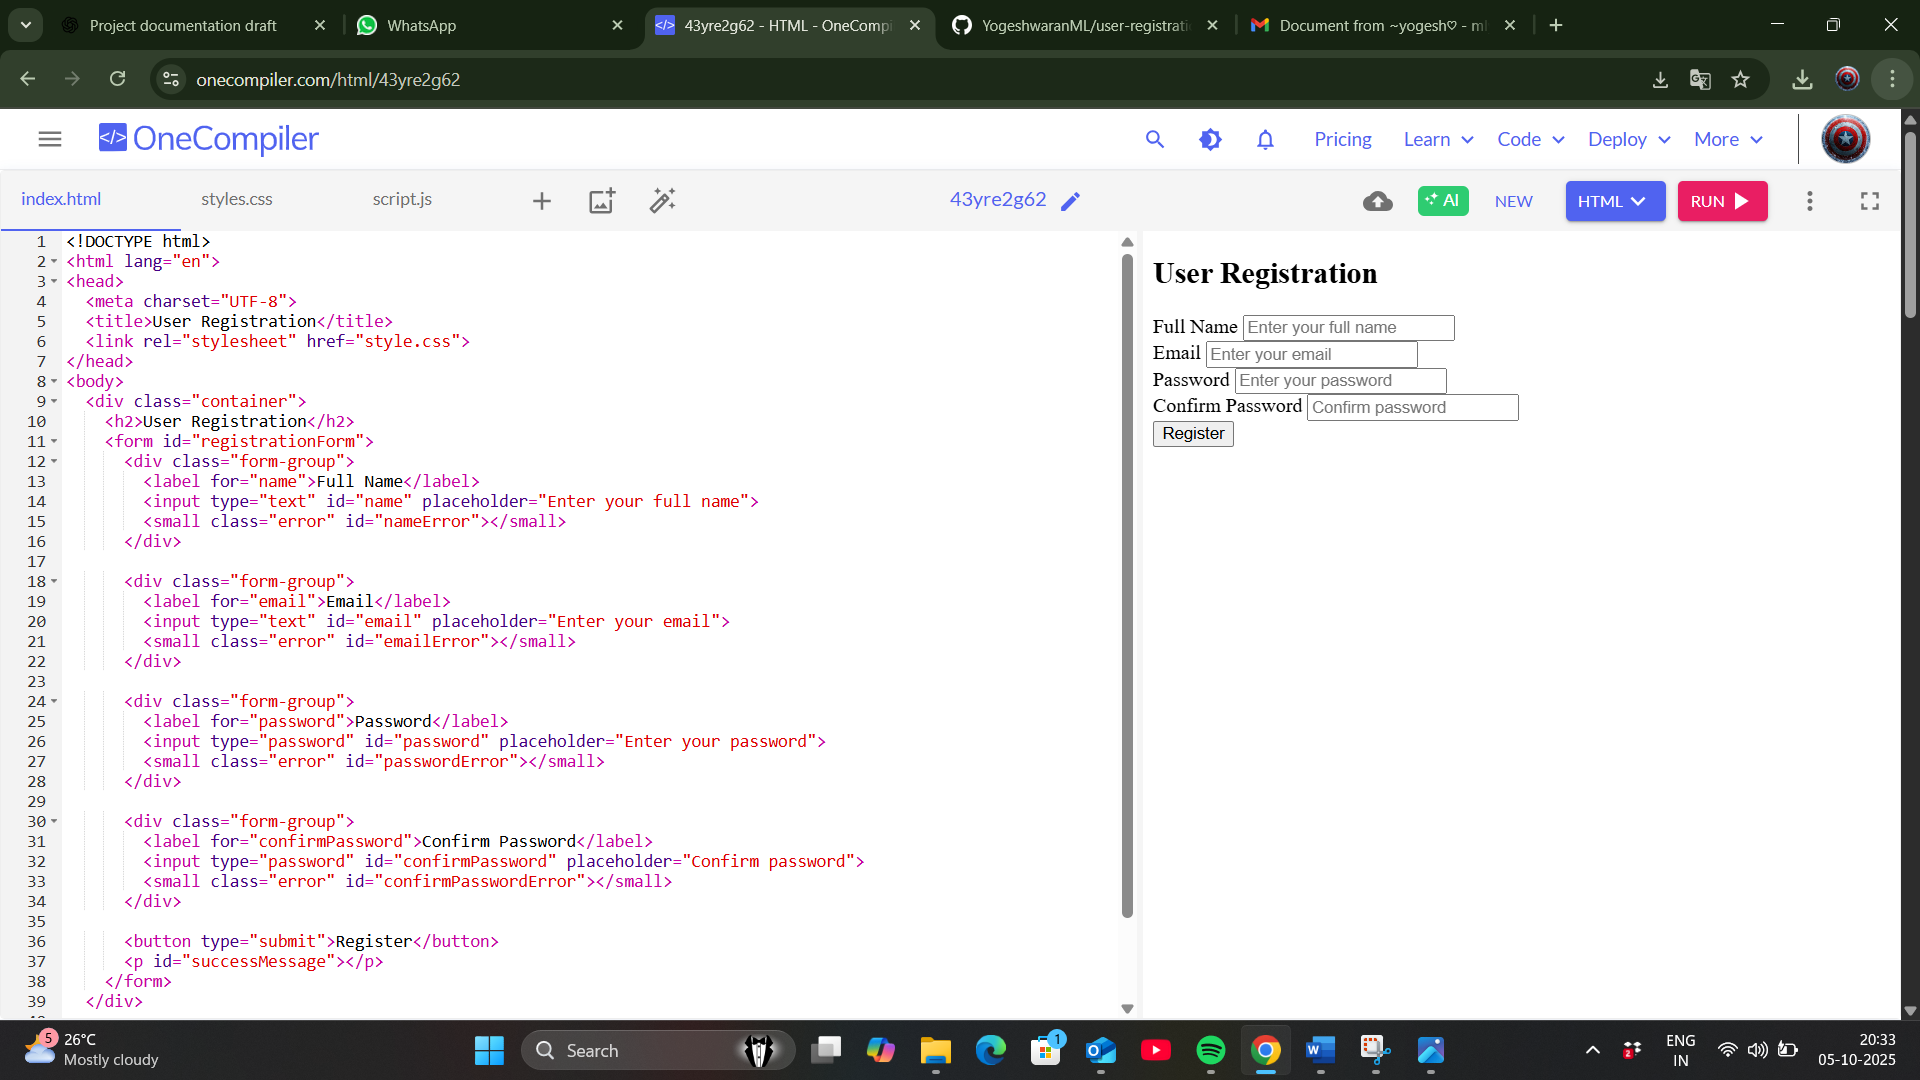 Project documentation draft
WhatsApp
43yre2g62 - HTML - OneCompi
YogeshwaranML/user-registrati
Document from ~yogesh♡ - ml
onecompiler.com/html/43yre2g62
OneCompiler
Pricing
Learn
Code
Deploy
More
index.html
styles.css
script.js
43yre2g62
AI
NEW
HTML
RUN
1 <!DOCTYPE html>
2 <html lang="en">
3 <head>
4 <meta charset="UTF-8">
5 <title>User Registration</title>
6 <link rel="stylesheet" href="style.css">
7 </head>
8 <body>
9 <div class="container">
10 <h2>User Registration</h2>
11 <form id="registrationForm">
12 <div class="form-group">
13 <label for="name">Full Name</label>
14 <input type="text" id="name" placeholder="Enter your full name">
15 <small class="error" id="nameError"></small>
16 </div>
17
18 <div class="form-group">
19 <label for="email">Email</label>
20 <input type="text" id="email" placeholder="Enter your email">
21 <small class="error" id="emailError"></small>
22 </div>
23
24 <div class="form-group">
25 <label for="password">Password</label>
26 <input type="password" id="password" placeholder="Enter your password">
27 <small class="error" id="passwordError"></small>
28 </div>
29
30 <div class="form-group">
31 <label for="confirmPassword">Confirm Password</label>
32 <input type="password" id="confirmPassword" placeholder="Confirm password">
33 <small class="error" id="confirmPasswordError"></small>
34 </div>
35
36 <button type="submit">Register</button>
37 <p id="successMessage"></p>
38 </form>
39 </div>
User Registration
Full Name Enter your full name
Email Enter your email
Password Enter your password
Confirm Password Confirm password
Register
5
26°C
Mostly cloudy
Search
1
ENG
IN
20:33
05-10-2025